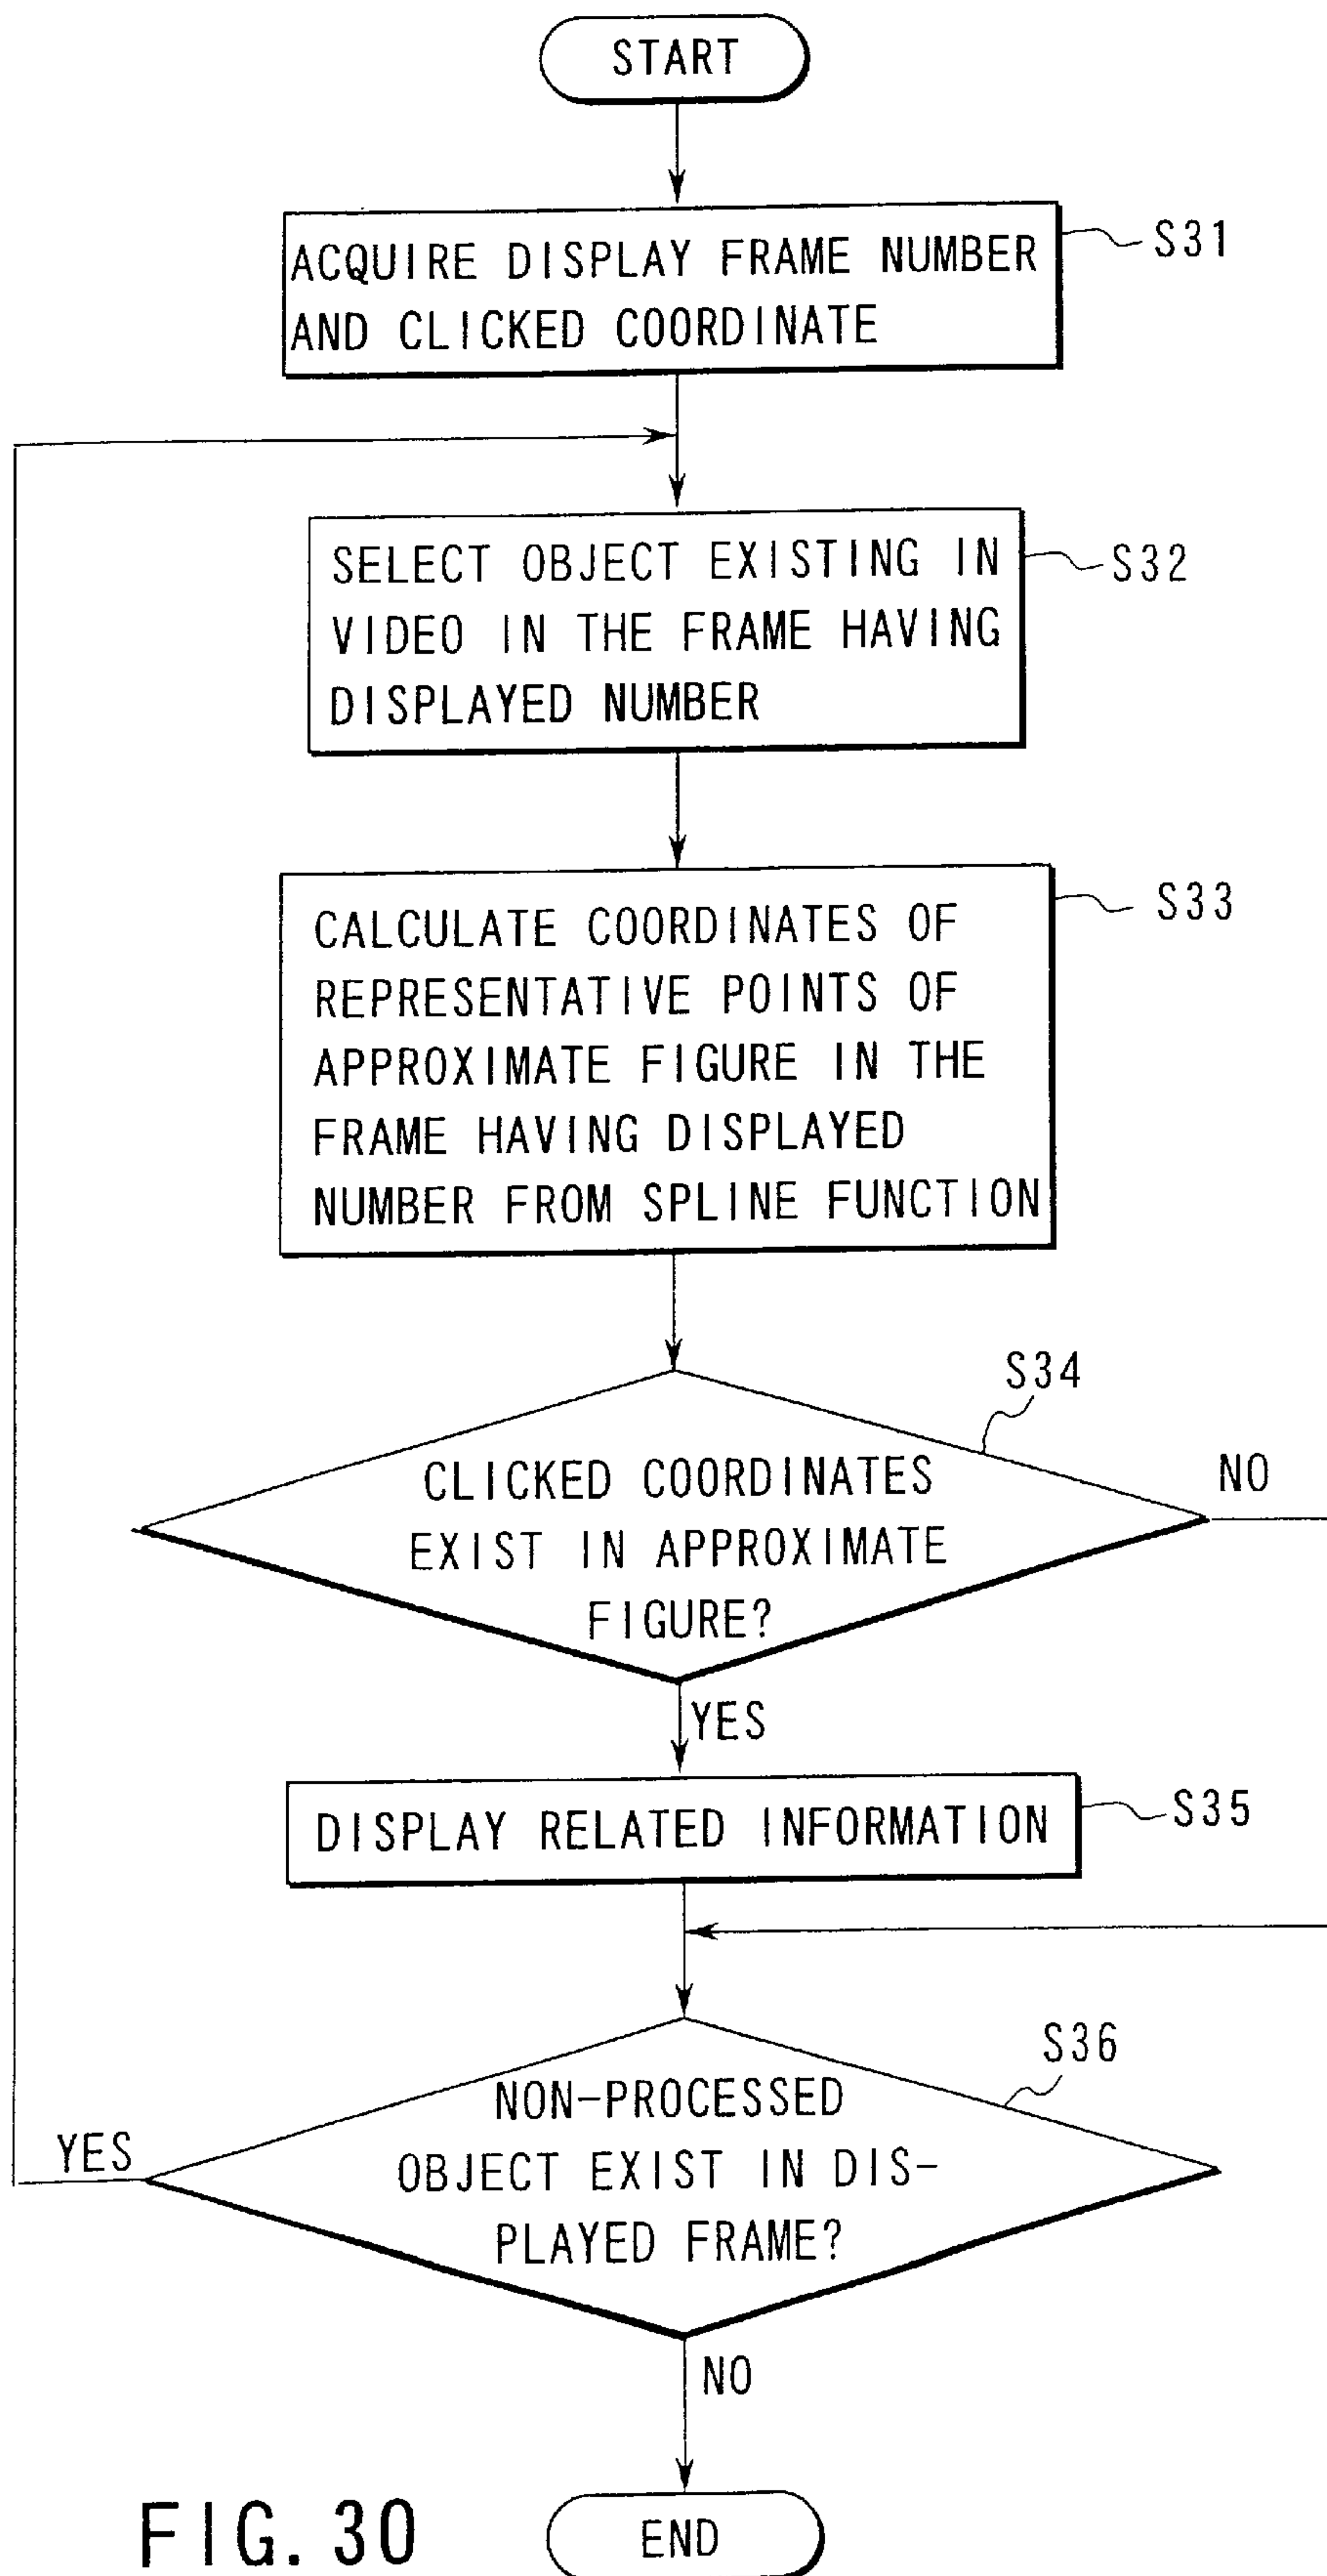 START
ACQUIRE DISPLAY FRAME NUMBER
AND CLICKED COORDINATE
S31
SELECT OBJECT EXISTING IN
VIDEO IN THE FRAME HAVING
DISPLAYED NUMBER
S32
CALCULATE COORDINATES OF
REPRESENTATIVE POINTS OF
APPROXIMATE FIGURE IN THE
FRAME HAVING DISPLAYED
NUMBER FROM SPLINE FUNCTION
S33
S34
CLICKED COORDINATES
EXIST IN APPROXIMATE
FIGURE?
NO
YES
DISPLAY RELATED INFORMATION
S35
S36
NON-PROCESSED
OBJECT EXIST IN DIS-
PLAYED FRAME?
YES
NO
END
FIG. 30